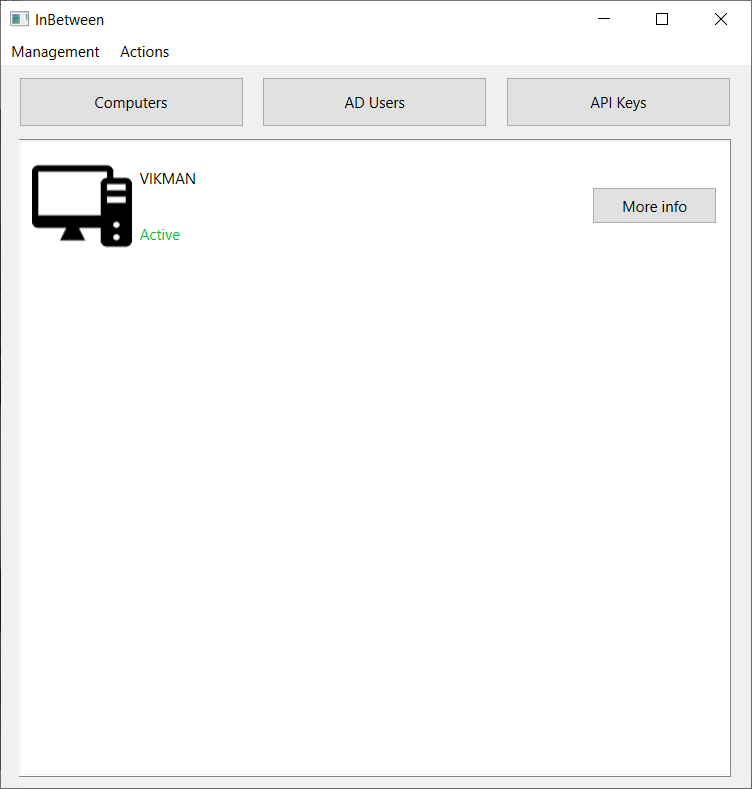 InBetween
Management Actions
Computers AD Users API Keys
VIKMAN
More info
Active